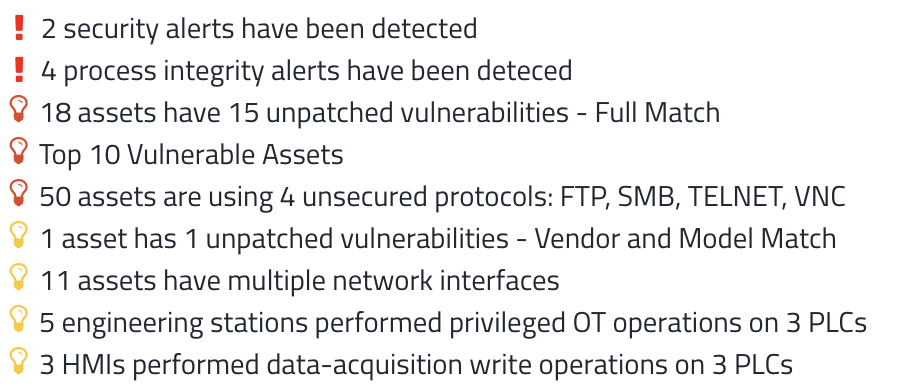 2 security alerts have been detected
4 process integrity alerts have been deteced
18 assets have 15 unpatched vulnerabilities - Full Match
Top 10 Vulnerable Assets
50 assets are using 4 unsecured protocols: FTP, SMB, TELNET, VNC
1 asset has 1 unpatched vulnerabilities - Vendor and Model Match
11 assets have multiple network interfaces
5 engineering stations performed privileged OT operations on 3 PLCs
3 HMIs performed data-acquisition write operations on 3 PLCs